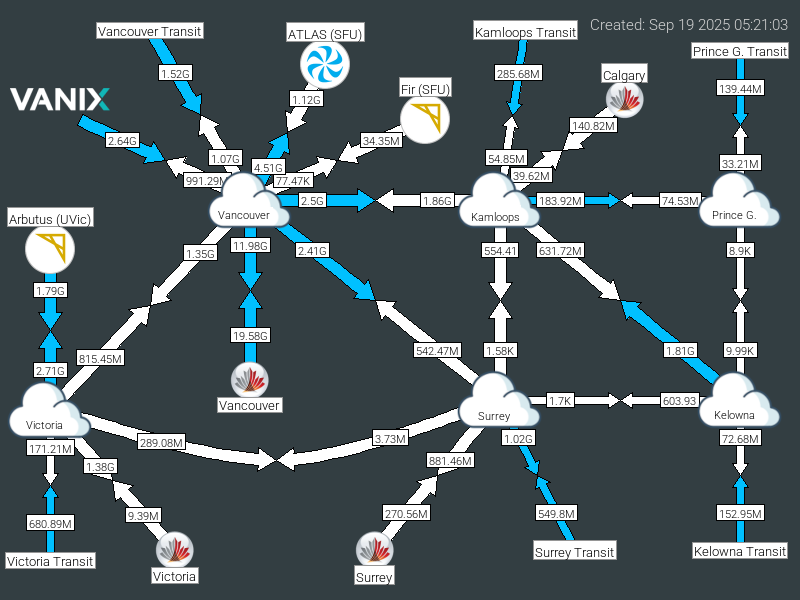 Created: Sep 19 2025 05:21:03
Vancouver Transit
ATLAS (SFU)
Kamloops Transit
Prince G. Transit
1.52G
285.68M
Calgary
139.44M
VANIX
1.12G
Fir (SFU)
140.82M
2.64G
34.35M
1.07G
54.85M
33.21M
4.51G
991.29M
77.47K
39.62M
2.5G
1.86G
183.92M
74.53M
Arbutus (UVic)
Vancouver
Kamloops
Prince G.
11.98G
2.41G
1.35G
554.41
631.72M
8.9K
1.79G
19.58G
815.45M
542.47M
1.58K
1.81G
9.99K
2.71G
Vancouver
1.7K
603.93
Victoria
Surrey
Kelowna
171.21M
289.08M
3.73M
1.02G
72.68M
1.38G
881.46M
680.89M
9.39M
270.56M
549.8M
152.95M
Victoria Transit
Victoria
Surrey
Surrey Transit
Kelowna Transit